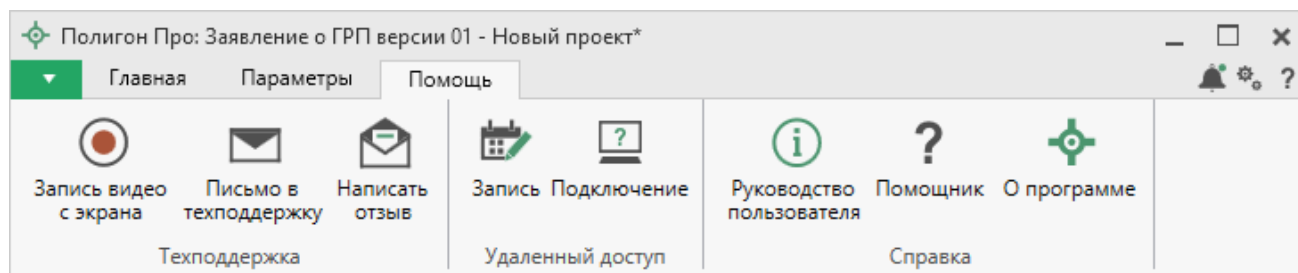 Полигон Про: Заявление о ГРП версии 01 - Новый проект*
Главная Параметры Помощь
Запись видео с экрана
Письмо в техподдержку
Написать отзыв
Запись
Подключение
Руководство пользователя
Помощник
О программе
Техподдержка
Удаленный доступ
Справка